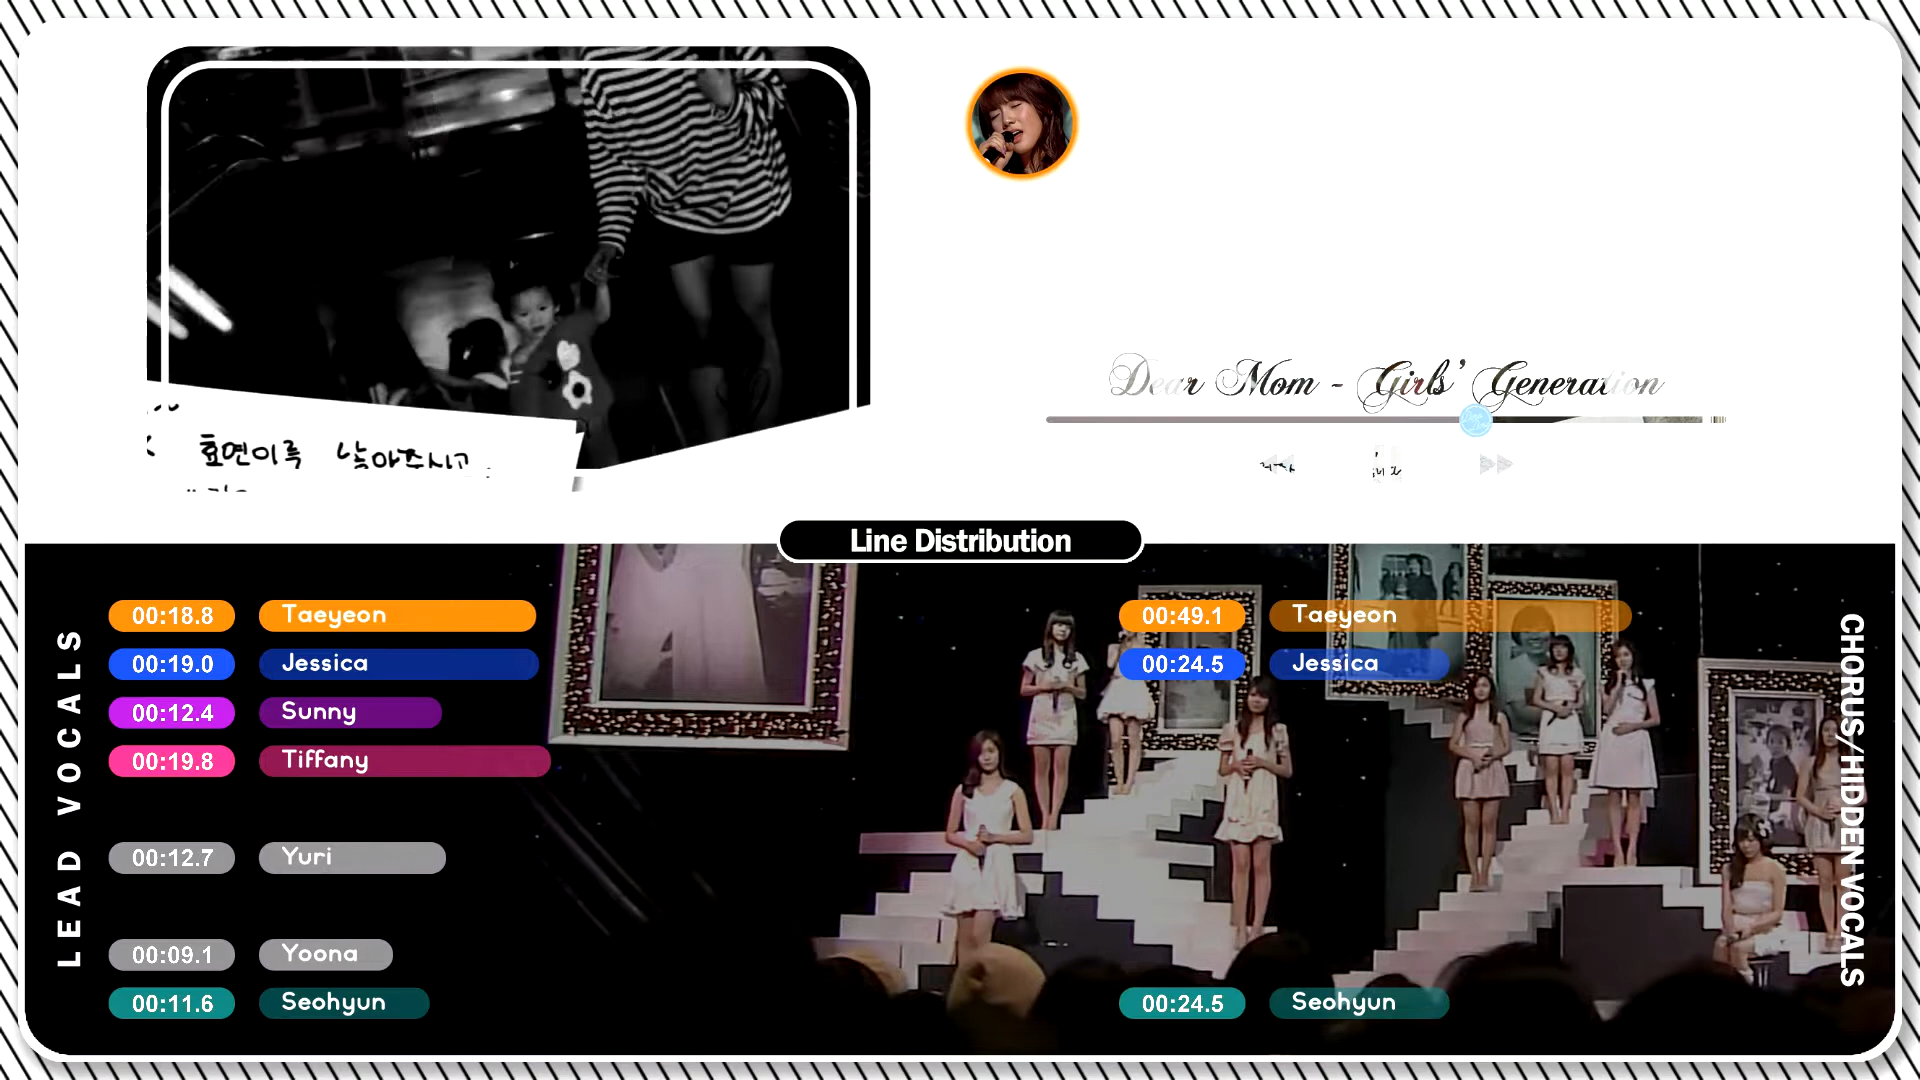 효연이를 낳아주시고
Dear Mom - Girls' Generation
Line Distribution
LEAD VOCALS
00:18.8 Taeyeon
00:19.0 Jessica
00:12.4 Sunny
00:19.8 Tiffany
00:12.7 Yuri
00:09.1 Yoona
00:11.6 Seohyun
00:49.1 Taeyeon
00:24.5 Jessica
00:24.5 Seohyun
CHORUS/HIDDEN VOCALS